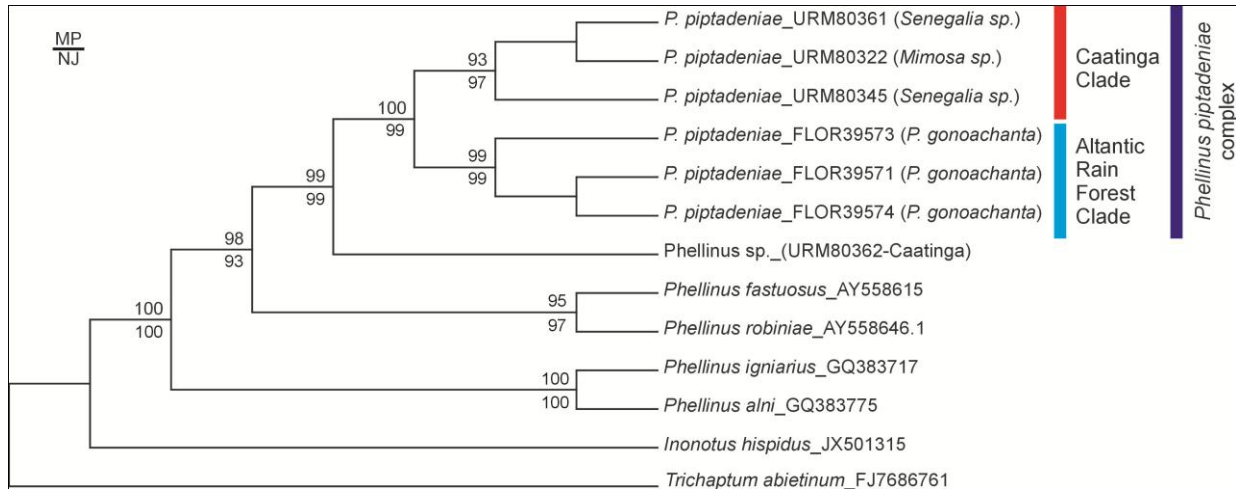 MP
NJ
P. piptadeniae_URM80361 (Senegalia sp.)
P. piptadeniae_URM80322 (Mimosa sp.)
93
97
P. piptadeniae_URM80345 (Senegalia sp.)
100
99
P. piptadeniae_FLOR39573 (P. gonoachanta)
99
99
P. piptadeniae_FLOR39571 (P. gonoachanta)
99
99
P. piptadeniae_FLOR39574 (P. gonoachanta)
98
93
Phellinus sp._(URM80362-Caatinga)
Phellinus fastuosus_AY558615
95
97
Phellinus robiniae_AY558646.1
100
100
Phellinus igniarius_GQ383717
100
100
Phellinus alni_GQ383775
Inonotus hispidus_JX501315
Trichaptum abietinum_FJ7686761
Caatinga
Clade
Altantic
Rain
Forest
Clade
Phellinus piptadeniae
complex